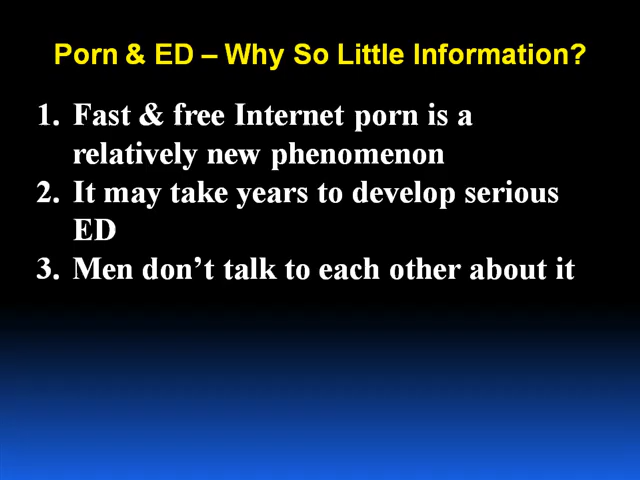 Porn & ED – Why So Little Information?
1. Fast & free Internet porn is a
relatively new phenomenon
2. It may take years to develop serious
ED
3. Men don’t talk to each other about it